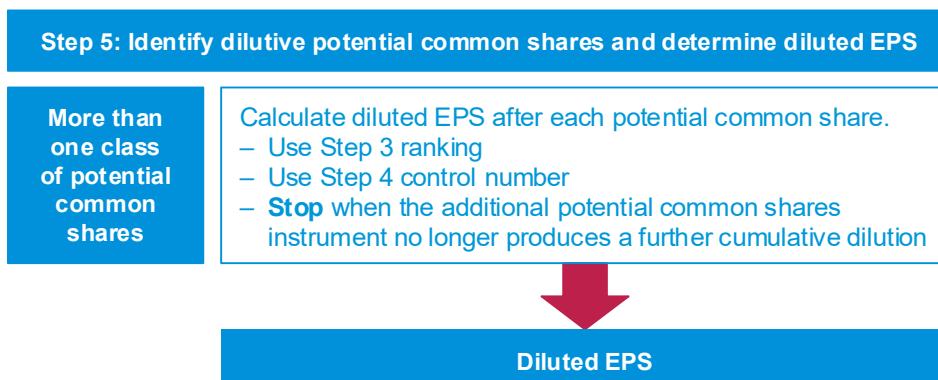 Step 5: Identify dilutive potential common shares and determine diluted EPS
More than
one class
of potential
common
shares
Calculate diluted EPS after each potential common share.
– Use Step 3 ranking
– Use Step 4 control number
– Stop when the additional potential common shares
instrument no longer produces a further cumulative dilution
Diluted EPS